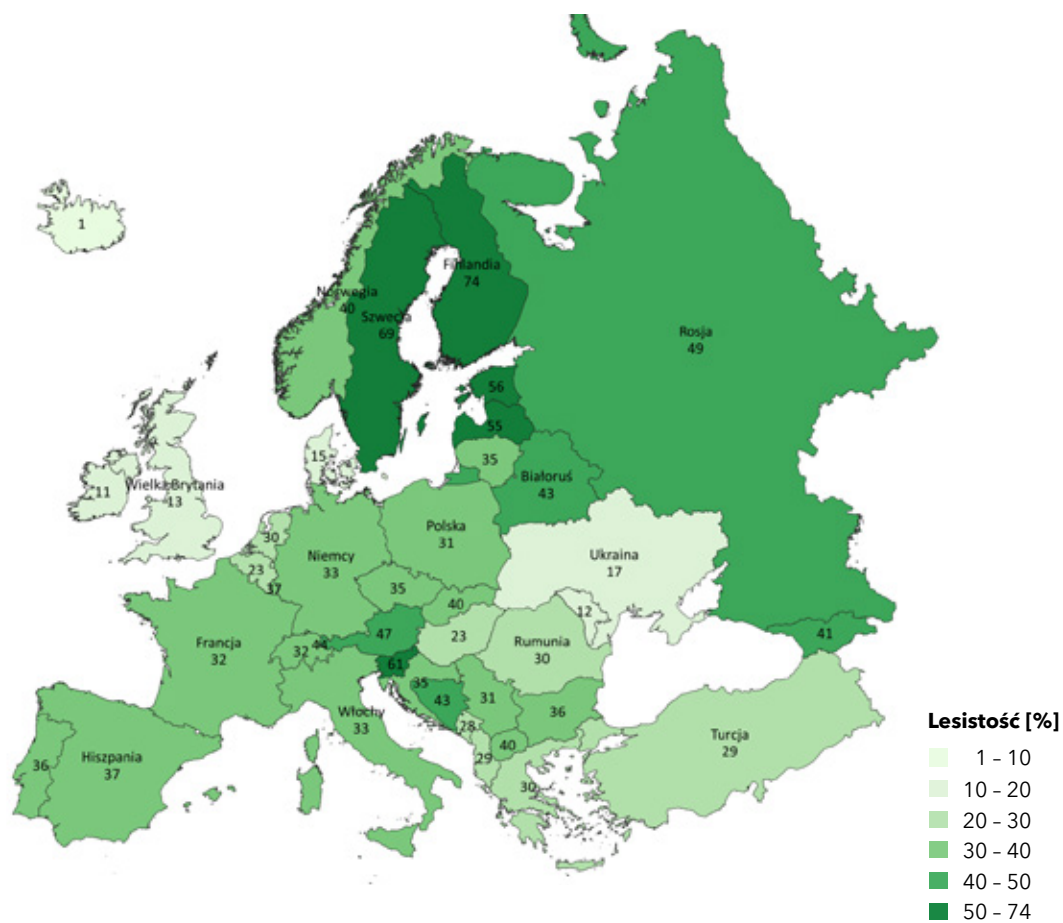 1
Finlandia
74
Norwegia
40
Szwecja
69
Rosja
49
56
55
35
15
Białoruś
43
11
Wielka Brytania
13
30
Polska
31
Niemcy
33
23
37
Ukraina
17
35
40
12
47
23
41
Francja
32
32
44
Rumunia
30
61
35
43
31
36
28
Włochy
33
40
29
30
Turcja
29
36
Hiszpania
37
Lesistość [%]
1 – 10
10 – 20
20 – 30
30 – 40
40 – 50
50 – 74